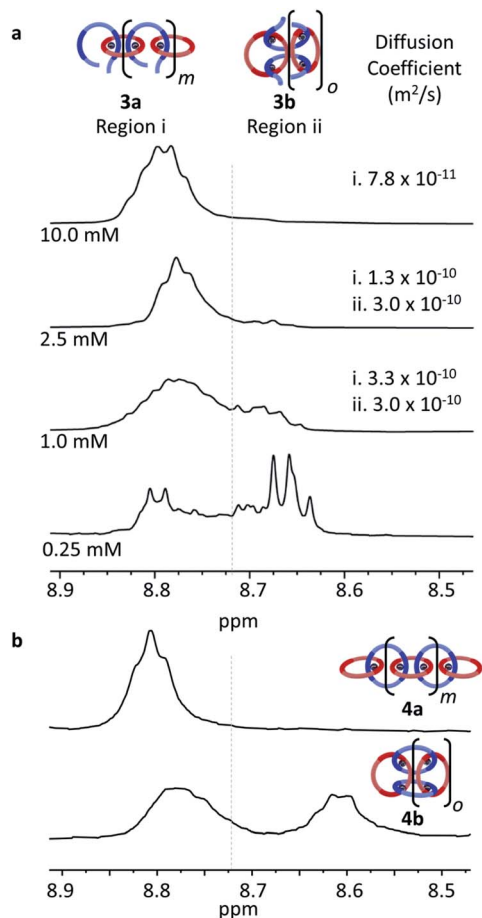 a
m
o
Diffusion
Coefficient
(m²/s)
3a
3b
Region i
Region ii
i. 7.8 x 10⁻¹¹
10.0 mM
i. 1.3 x 10⁻¹⁰
ii. 3.0 x 10⁻¹⁰
2.5 mM
i. 3.3 x 10⁻¹⁰
ii. 3.0 x 10⁻¹⁰
1.0 mM
0.25 mM
8.9 8.8 8.7 8.6 8.5
ppm
b
m
4a
o
4b
8.9 8.8 8.7 8.6 8.5
ppm